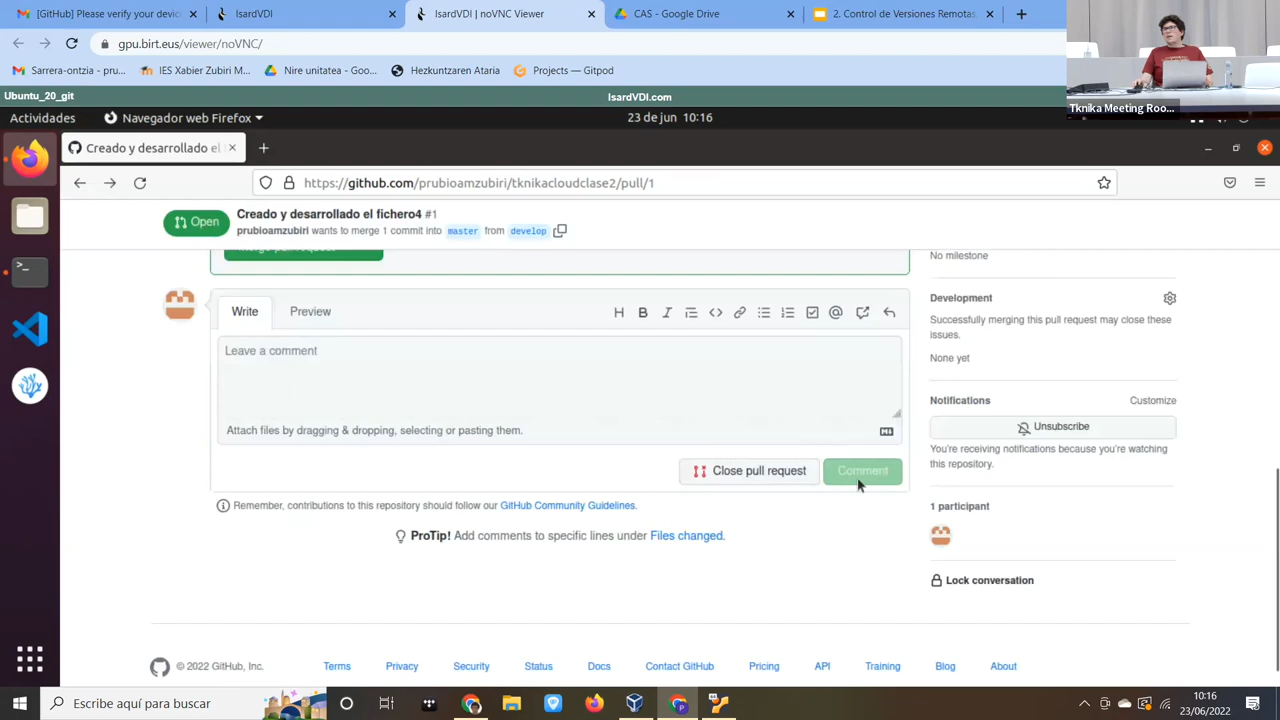 [GitHub] Please verify your device
IsardVDI
IsardVDI | noVNC Viewer
CAS - Google Drive
2. Control de Versiones Remotas
gpu.birt.eus/viewer/noVNC/
Sarrera-ontzia - pru...
IES Xabier Zubiri M...
Nire unitatea - Goo...
Hezkuntzaren Ataria
Projects — Gitpod
Tknika Meeting Roo...
Ubuntu_20_git
IsardVDI.com
Actividades
Navegador web Firefox
23 de jun 10:16
Creado y desarrollado el
https://github.com/prubioamzubiri/tknikacloudclase2/pull/1
Open
Creado y desarrollado el fichero4 #1
prubioamzubiri wants to merge 1 commit into master from develop
No milestone
Write
Preview
Leave a comment
Attach files by dragging & dropping, selecting or pasting them.
Close pull request
Comment
Remember, contributions to this repository should follow our GitHub Community Guidelines.
ProTip! Add comments to specific lines under Files changed.
Development
Successfully merging this pull request may close these
issues.
None yet
Notifications
Customize
Unsubscribe
You're receiving notifications because you're watching
this repository.
1 participant
Lock conversation
© 2022 GitHub, Inc.
Terms
Privacy
Security
Status
Docs
Contact GitHub
Pricing
API
Training
Blog
About
Escribe aquí para buscar
10:16
23/06/2022